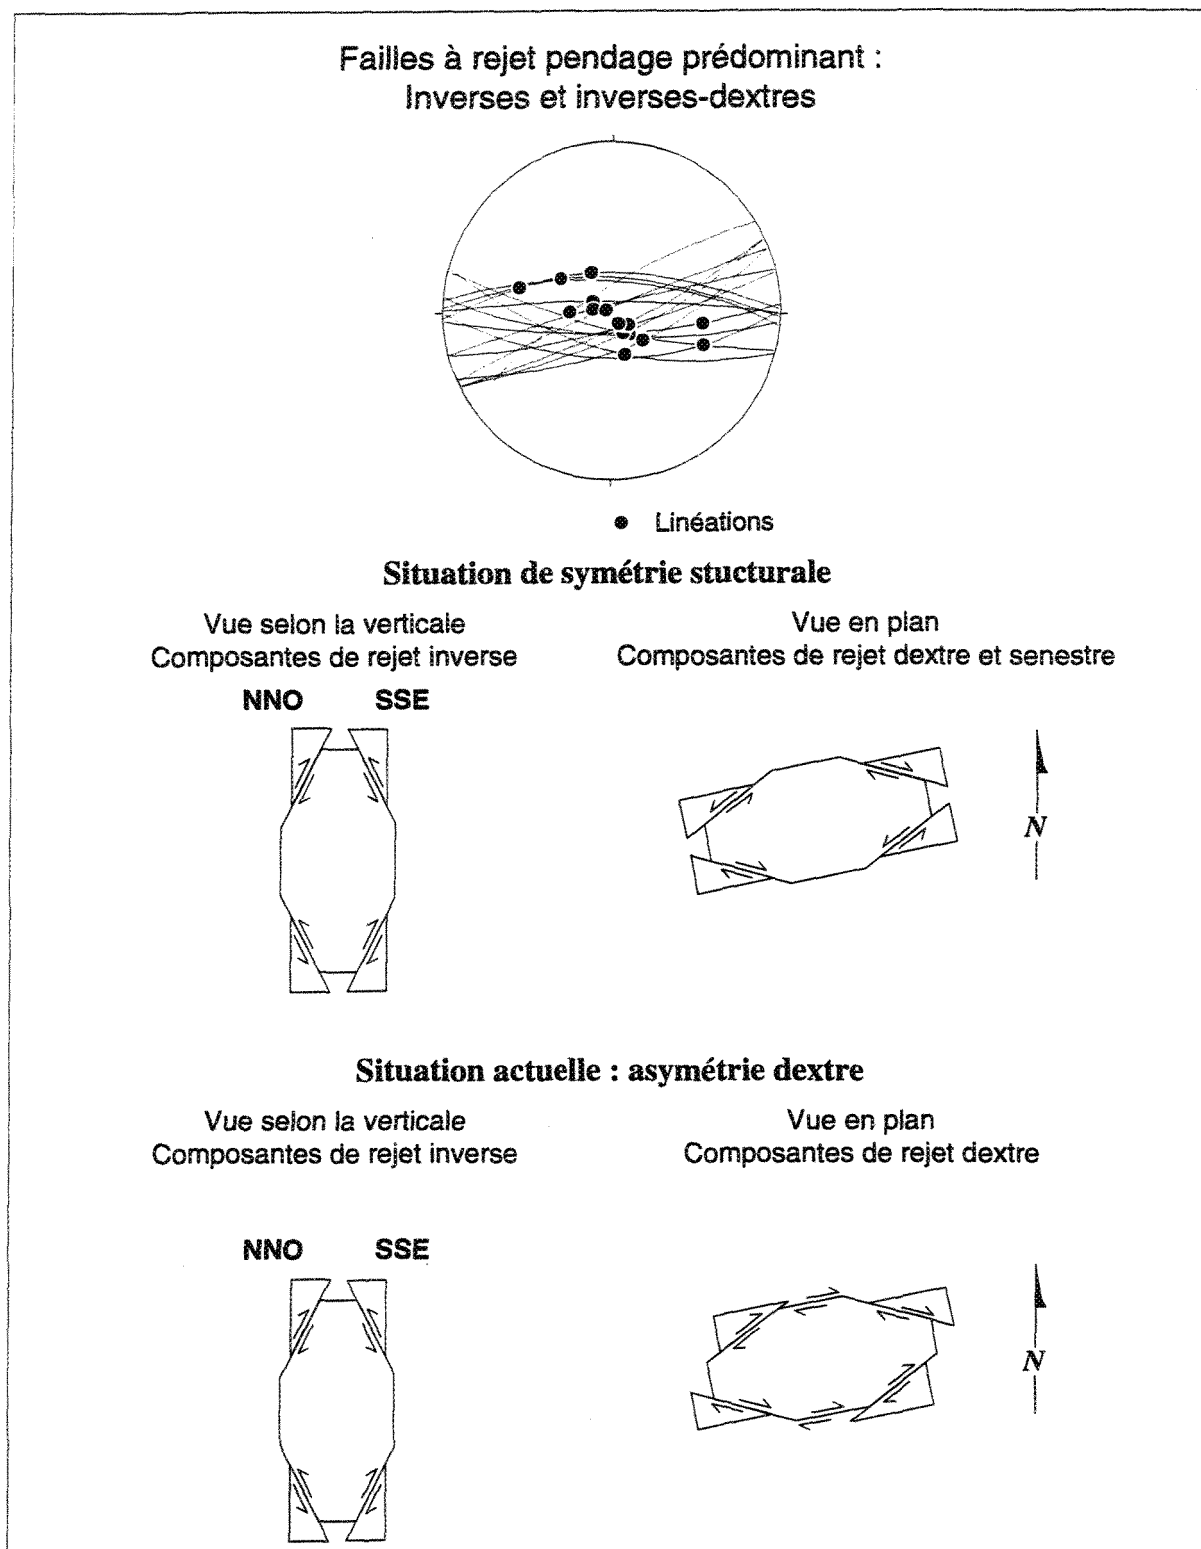 Failles à rejet pendage prédominant :
Inverses et inverses-dextres
Linéations
Situation de symétrie stucturale
Vue selon la verticale
Composantes de rejet inverse
Vue en plan
Composantes de rejet dextre et senestre
NNO SSE
N
Situation actuelle : asymétrie dextre
Vue selon la verticale
Composantes de rejet inverse
Vue en plan
Composantes de rejet dextre
NNO SSE
N